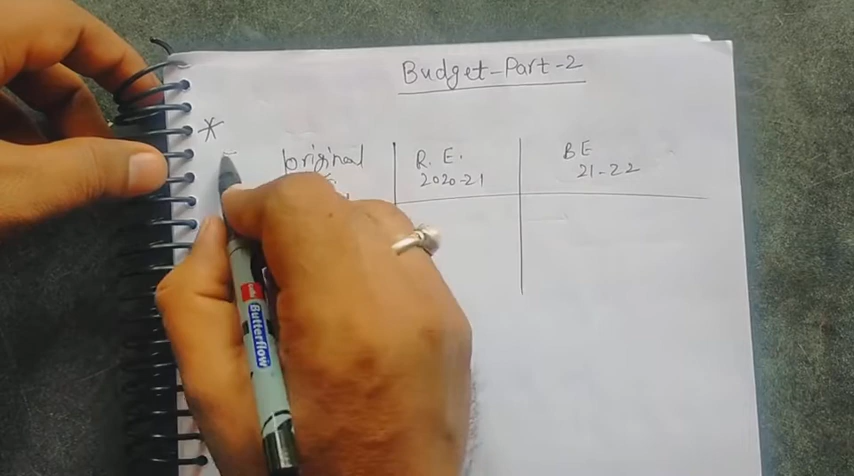 Budget-Part-2
*
original R.E. BE
2020-21 21-22
Butterflow